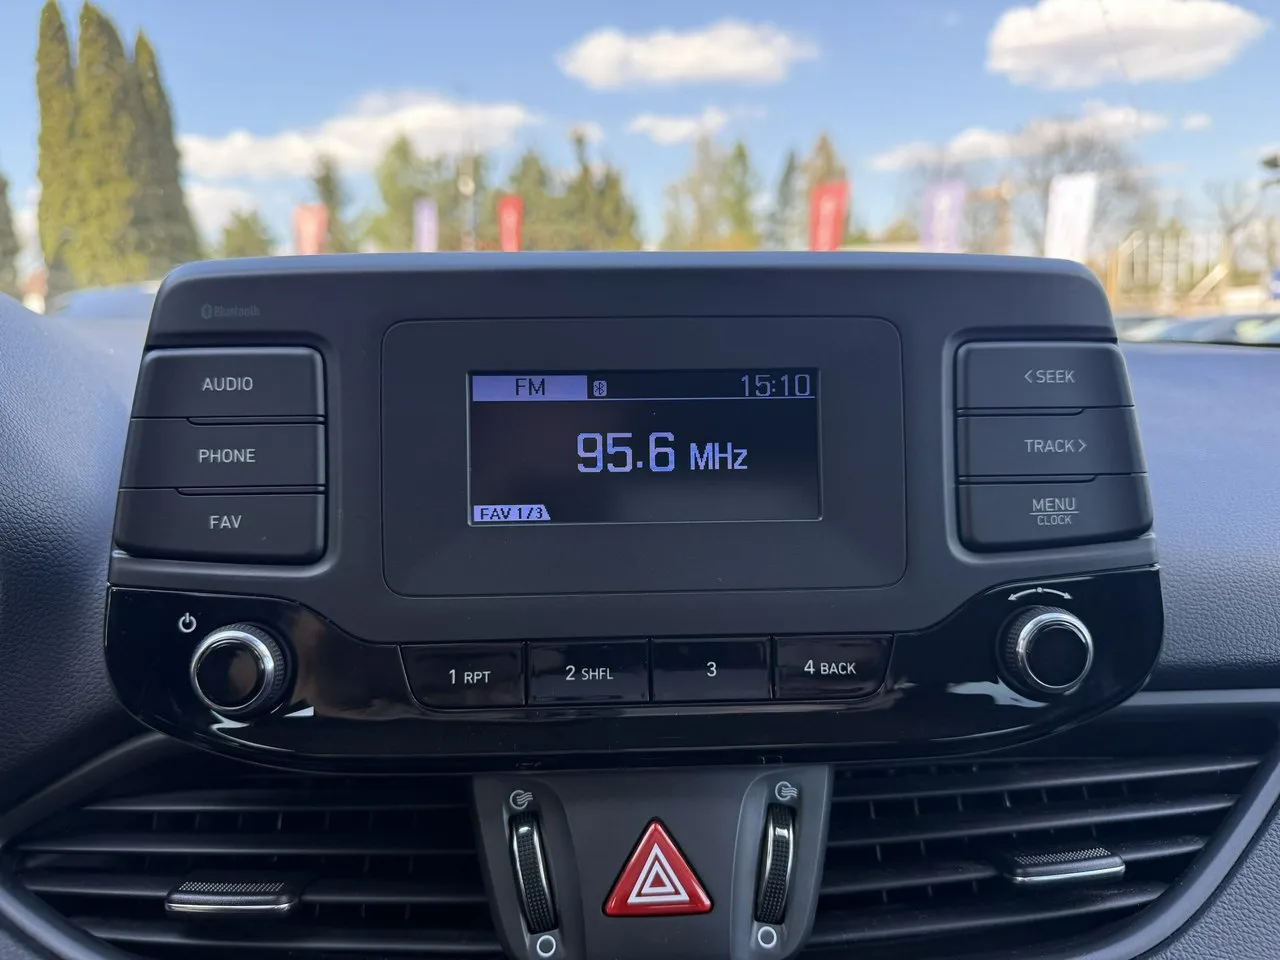 Bluetooth
AUDIO
PHONE
FAV
FM 15:10
95.6 MHz
FAV 1/3
<SEEK
TRACK>
MENU
CLOCK
1 RPT
2 SHFL
3
4 BACK